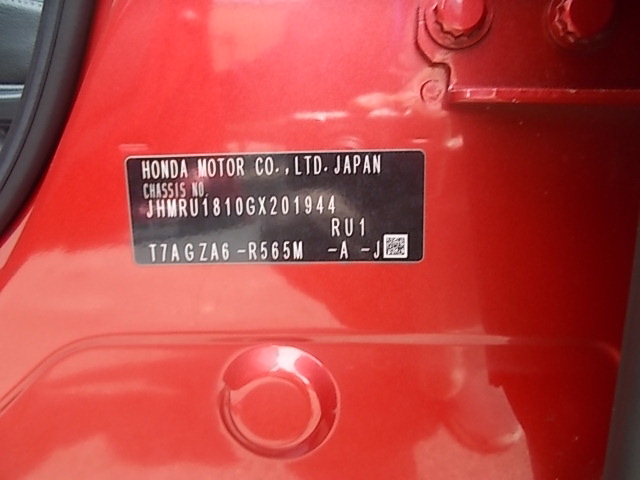 HONDA MOTOR CO.,LTD.JAPAN
CHASSIS NO.
JHMRU1810GX201944
RU1
T7AGZA6-R565M -A -J